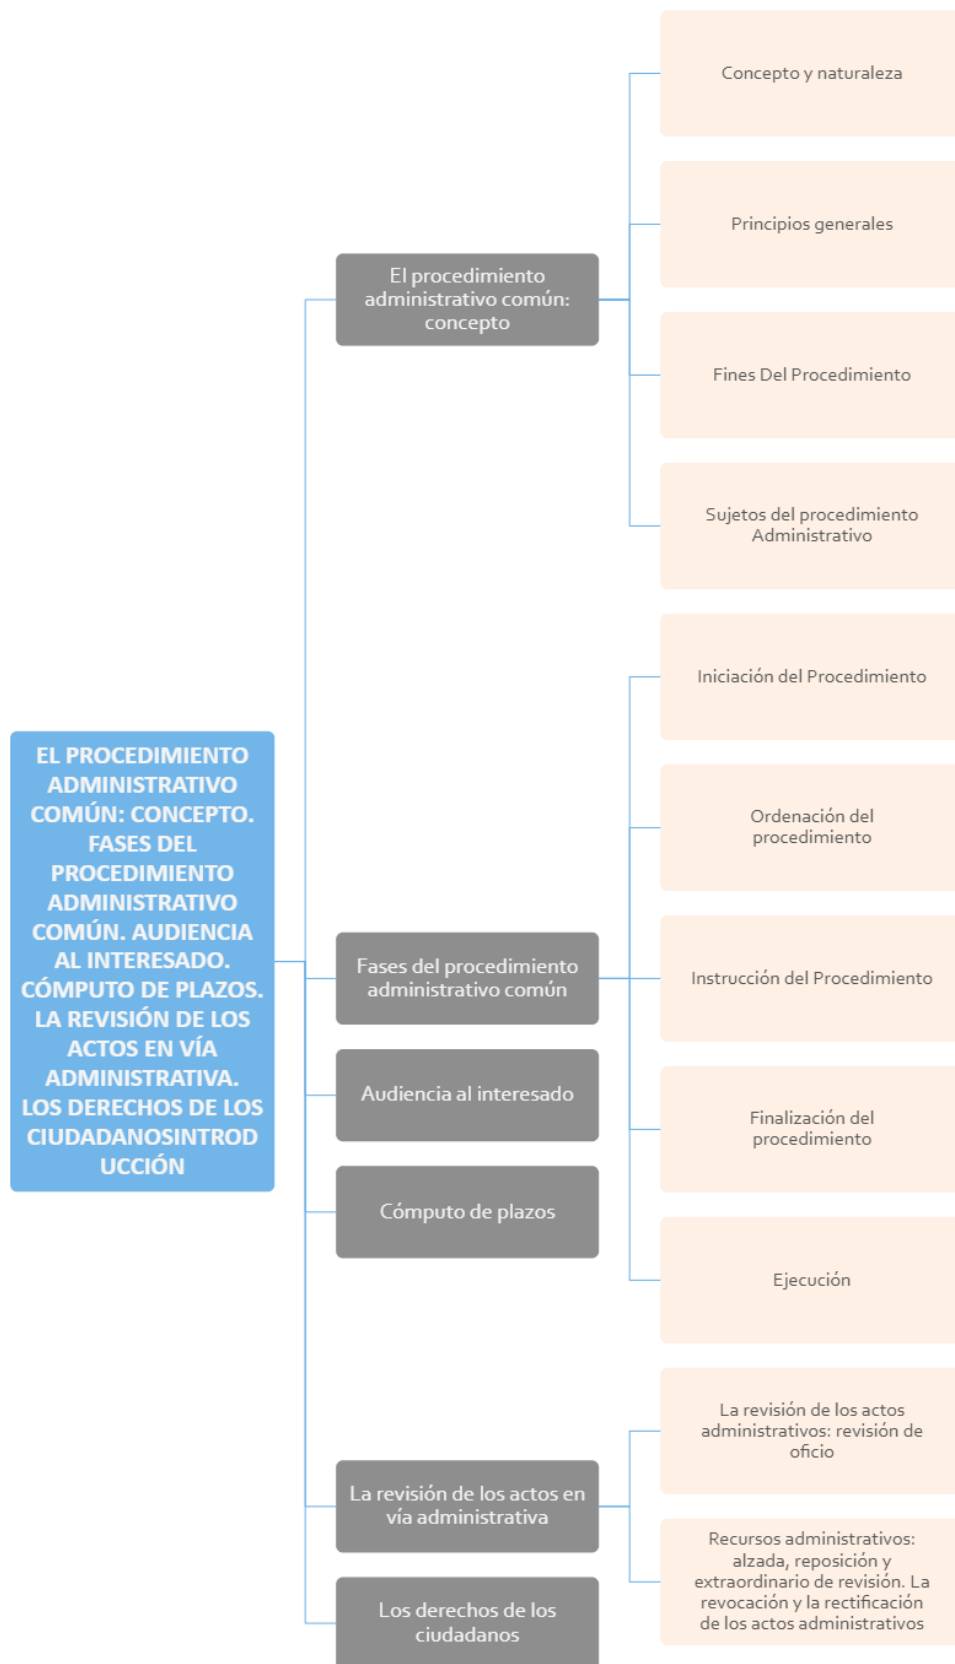 EL PROCEDIMIENTO
ADMINISTRATIVO
COMÚN: CONCEPTO.
FASES DEL
PROCEDIMIENTO
ADMINISTRATIVO
COMÚN. AUDIENCIA
AL INTERESADO.
CÓMPUTO DE PLAZOS.
LA REVISIÓN DE LOS
ACTOS EN VÍA
ADMINISTRATIVA.
LOS DERECHOS DE LOS
CIUDADANOSINTROD
UCCIÓN
El procedimiento
administrativo común:
concepto
Concepto y naturaleza
Principios generales
Fines Del Procedimiento
Sujetos del procedimiento
Administrativo
Fases del procedimiento
administrativo común
Iniciación del Procedimiento
Ordenación del
procedimiento
Instrucción del Procedimiento
Finalización del
procedimiento
Ejecución
Audiencia al interesado
Cómputo de plazos
La revisión de los actos en
vía administrativa
La revisión de los actos
administrativos: revisión de
oficio
Recursos administrativos:
alzada, reposición y
extraordinario de revisión. La
revocación y la rectificación
de los actos administrativos
Los derechos de los
ciudadanos